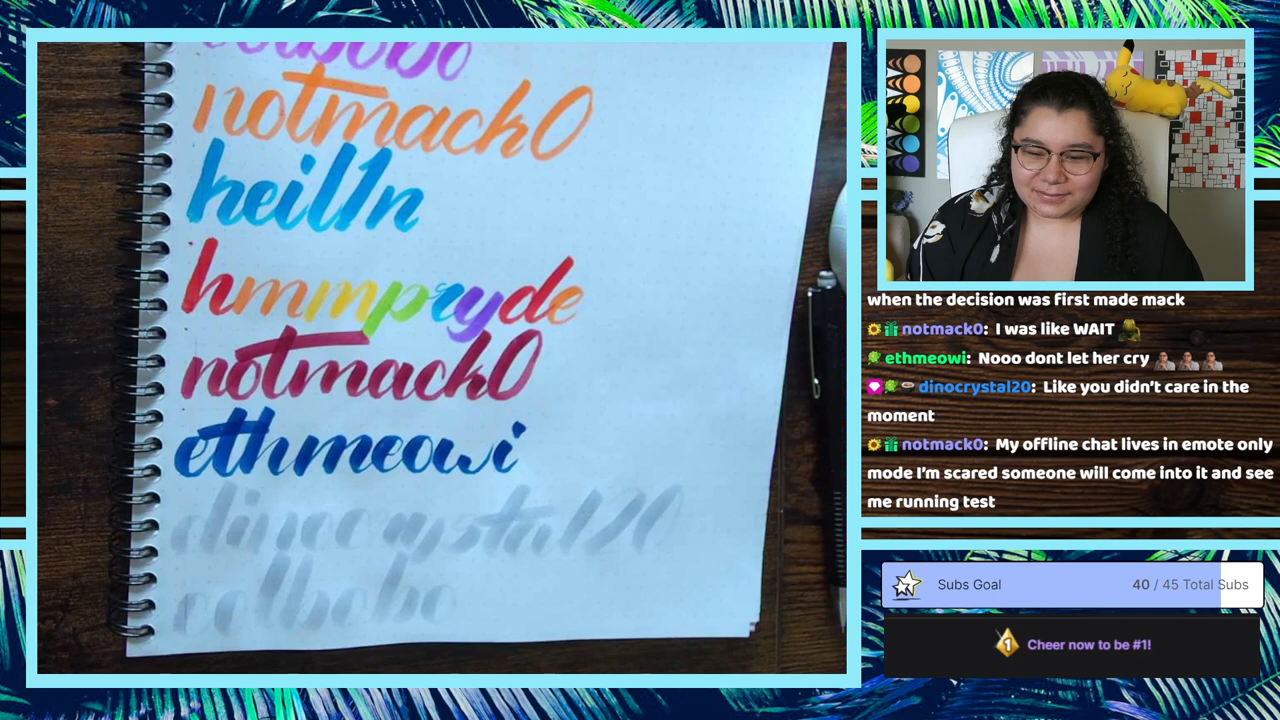 notmack0
heil1n
hmmpryde
notmack0
ethmeowi
dinocrystal20
when the decision was first made mack
notmack0: I was like WAIT
ethmeowi: Nooo dont let her cry
dinocrystal20: Like you didn't care in the
moment
notmack0: My offline chat lives in emote only
mode I'm scared someone will come into it and see
me running test
Subs Goal 40 / 45 Total Subs
1 Cheer now to be #1!